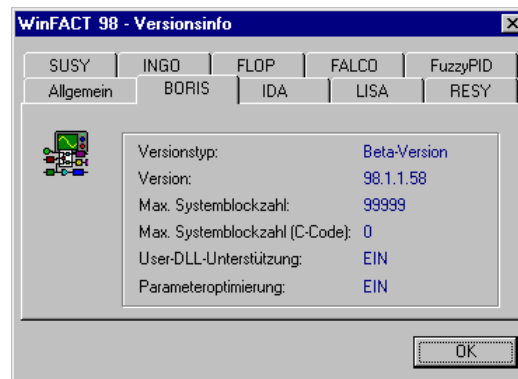 WinFACT 98 - Versionsinfo
SUSY INGO FLOP FALCO FuzzyPID
Allgemein BORIS IDA LISA RESY
Versionstyp: Beta-Version
Version: 98.1.1.58
Max. Systemblockzahl: 99999
Max. Systemblockzahl (C-Code): 0
User-DLL-Unterstützung: EIN
Parameteroptimierung: EIN
OK